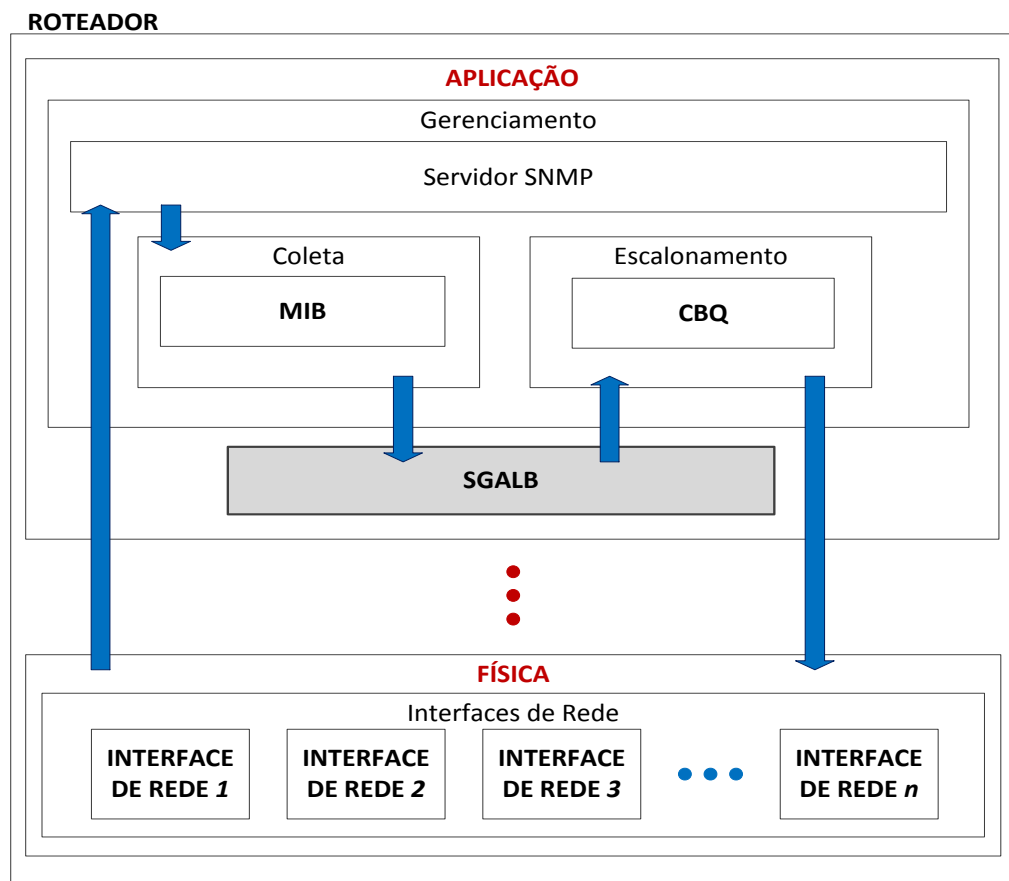 ROTEADOR
APLICAÇÃO
Gerenciamento
Servidor SNMP
Coleta
MIB
Escalonamento
CBQ
SGALB
FÍSICA
Interfaces de Rede
INTERFACE
DE REDE 1
INTERFACE
DE REDE 2
INTERFACE
DE REDE 3
INTERFACE
DE REDE n